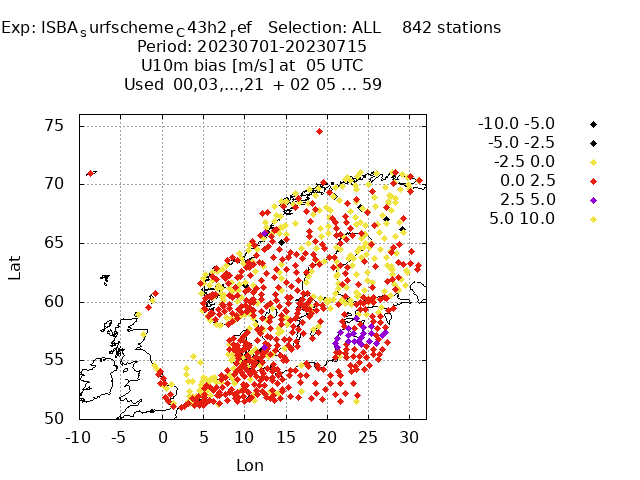 Exp: ISBAsurfschemeC43h2ref Selection: ALL 842 stations
Period: 20230701-20230715
U10m bias [m/s] at 05 UTC
Used 00,03,...,21 + 02 05 ... 59
-10.0 -5.0
-5.0 -2.5
-2.5 0.0
0.0 2.5
2.5 5.0
5.0 10.0
75
70
65
60
55
50
Lat
-10 -5 0 5 10 15 20 25 30
Lon